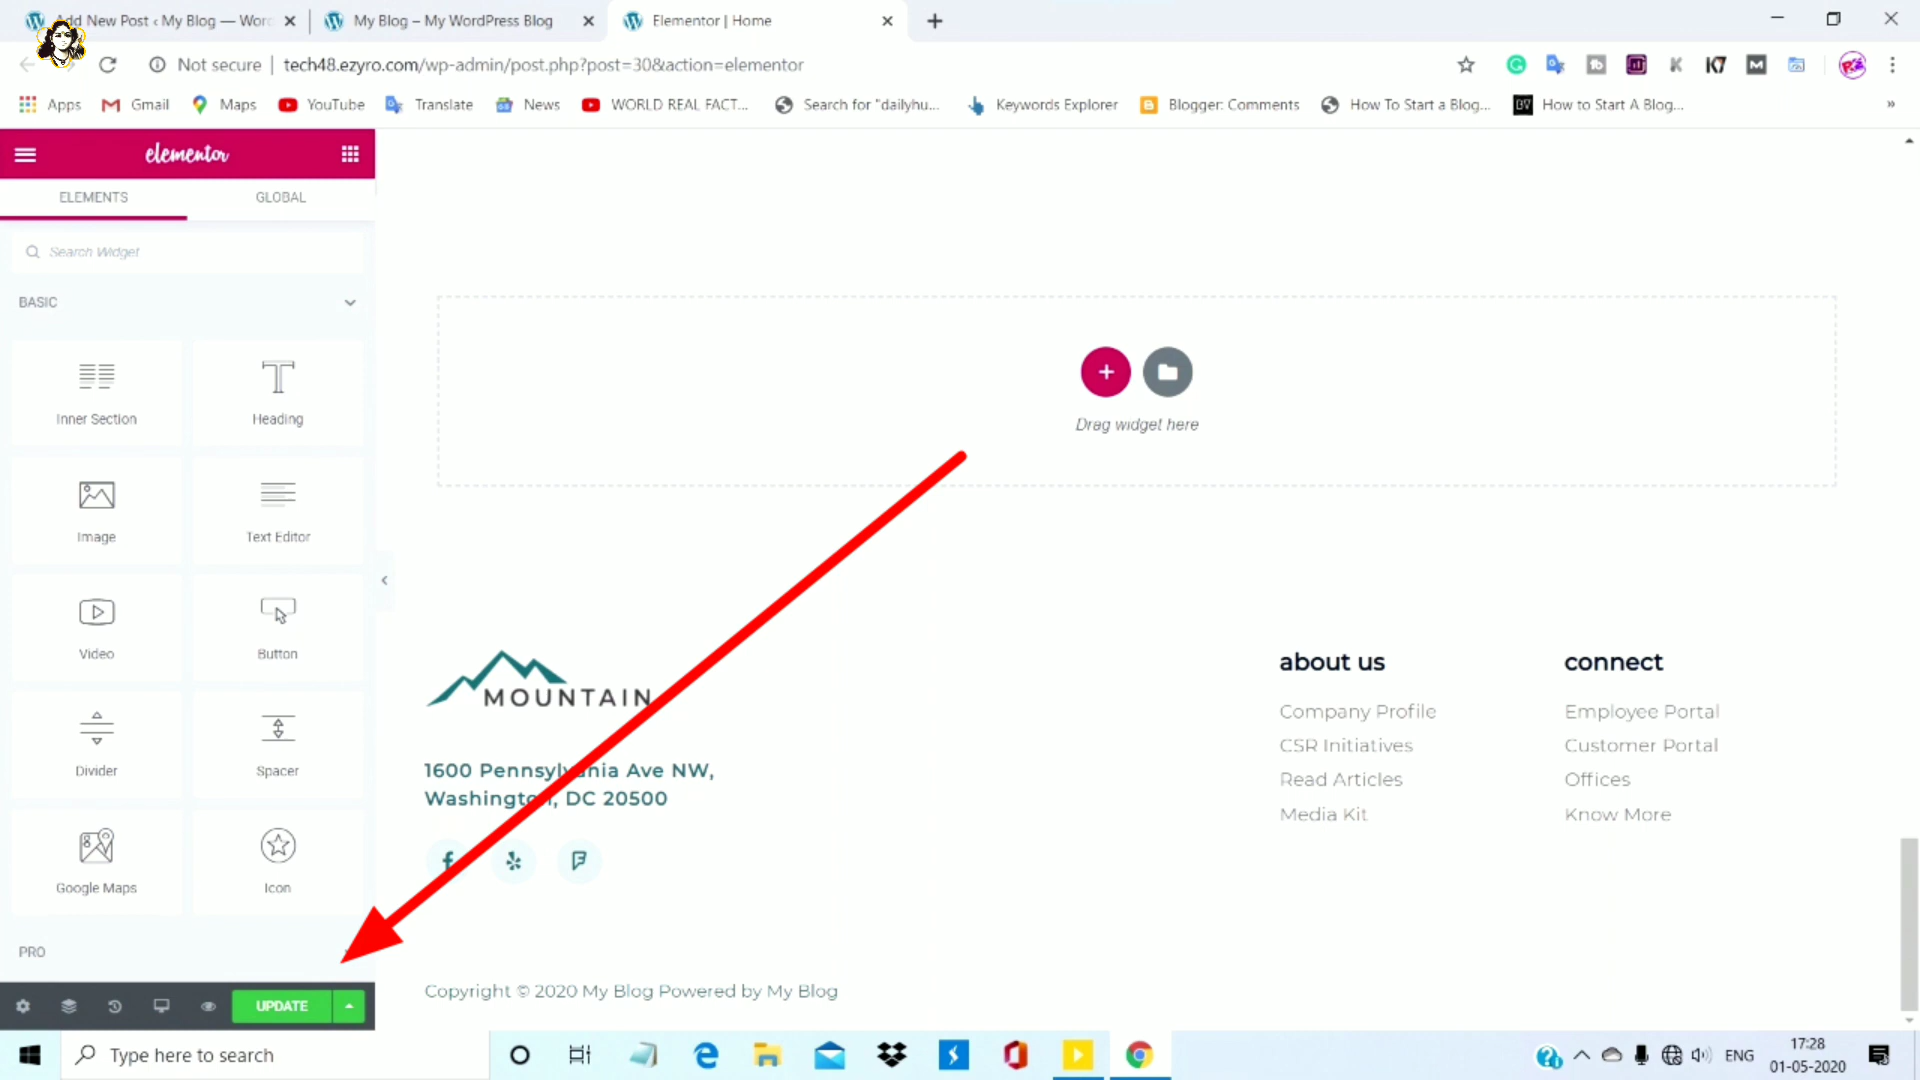 Add New Post ‹ My Blog — Word
My Blog – My WordPress Blog
Elementor | Home
Not secure | tech48.ezyro.com/wp-admin/post.php?post=30&action=elementor
Apps Gmail Maps YouTube Translate News WORLD REAL FACT... Search for "dailyhu... Keywords Explorer Blogger: Comments How To Start a Blog... How to Start A Blog... »
elementor
ELEMENTS GLOBAL
Search Widget
BASIC
Inner Section Heading
Image Text Editor
Video Button
Divider Spacer
Google Maps Icon
PRO
UPDATE
Drag widget here
MOUNTAIN
1600 Pennsylvania Ave NW,
Washington, DC 20500
about us
Company Profile
CSR Initiatives
Read Articles
Media Kit
connect
Employee Portal
Customer Portal
Offices
Know More
Copyright © 2020 My Blog Powered by My Blog
Type here to search
ENG
17:28
01-05-2020